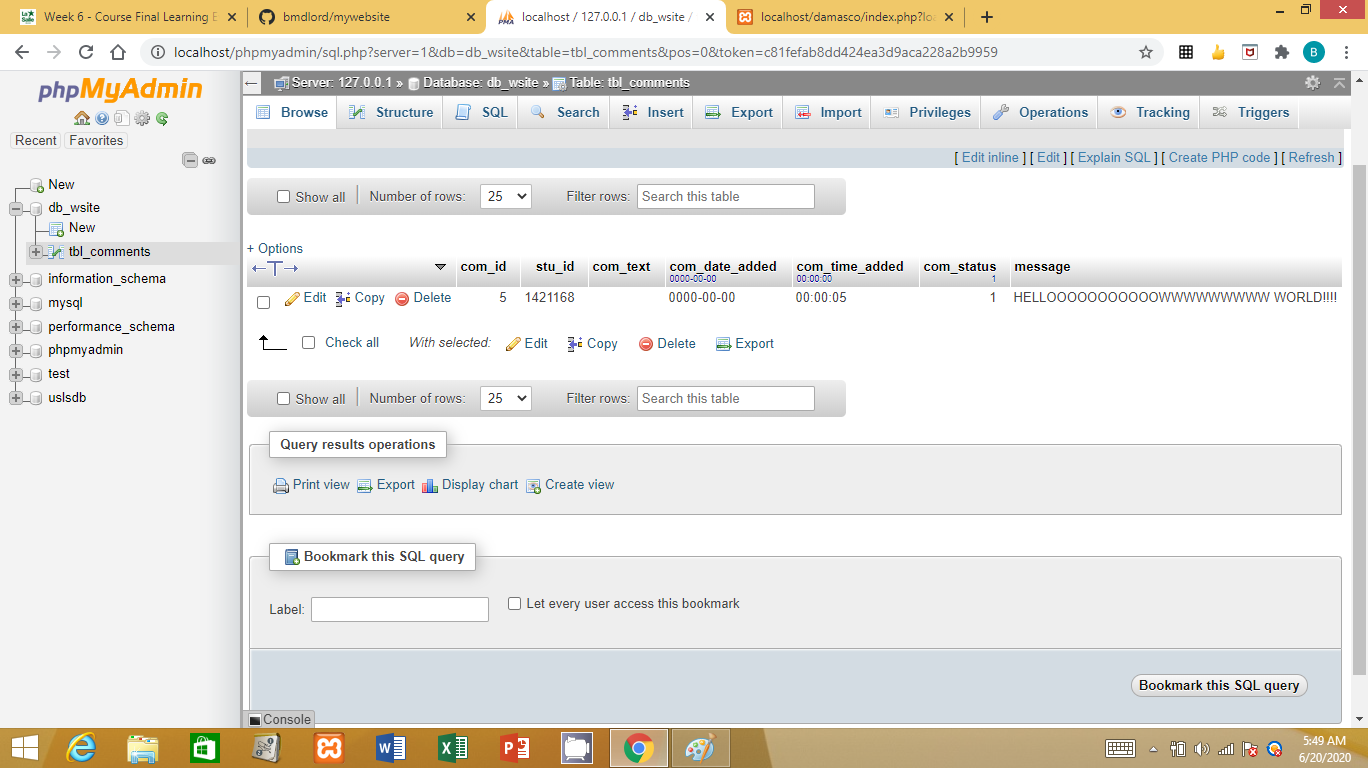 Week 6 - Course Final Learning E
bmdlord/mywebsite
localhost / 127.0.0.1 / db_wsite /
localhost/damasco/index.php?loa
localhost/phpmyadmin/sql.php?server=1&db=db_wsite&table=tbl_comments&pos=0&token=c81fefab8dd424ea3d9aca228a2b9959
B
phpMyAdmin
Recent Favorites
New
db_wsite
New
tbl_comments
information_schema
mysql
performance_schema
phpmyadmin
test
uslsdb
Server: 127.0.0.1 » Database: db_wsite » Table: tbl_comments
Browse Structure SQL Search Insert Export Import Privileges Operations Tracking Triggers
[ Edit inline ] [ Edit ] [ Explain SQL ] [ Create PHP code ] [ Refresh ]
Show all Number of rows: 25 Filter rows: Search this table
+ Options
com_id stu_id com_text com_date_added com_time_added com_status message
0000-00-00 00:00:00 1
Edit Copy Delete 5 1421168 0000-00-00 00:00:05 1 HELLOOOOOOOOOOOWWWWWWWWW WORLD!!!!
Check all With selected: Edit Copy Delete Export
Show all Number of rows: 25 Filter rows: Search this table
Query results operations
Print view Export Display chart Create view
Bookmark this SQL query
Label: Let every user access this bookmark
Bookmark this SQL query
Console
5:49 AM
6/20/2020